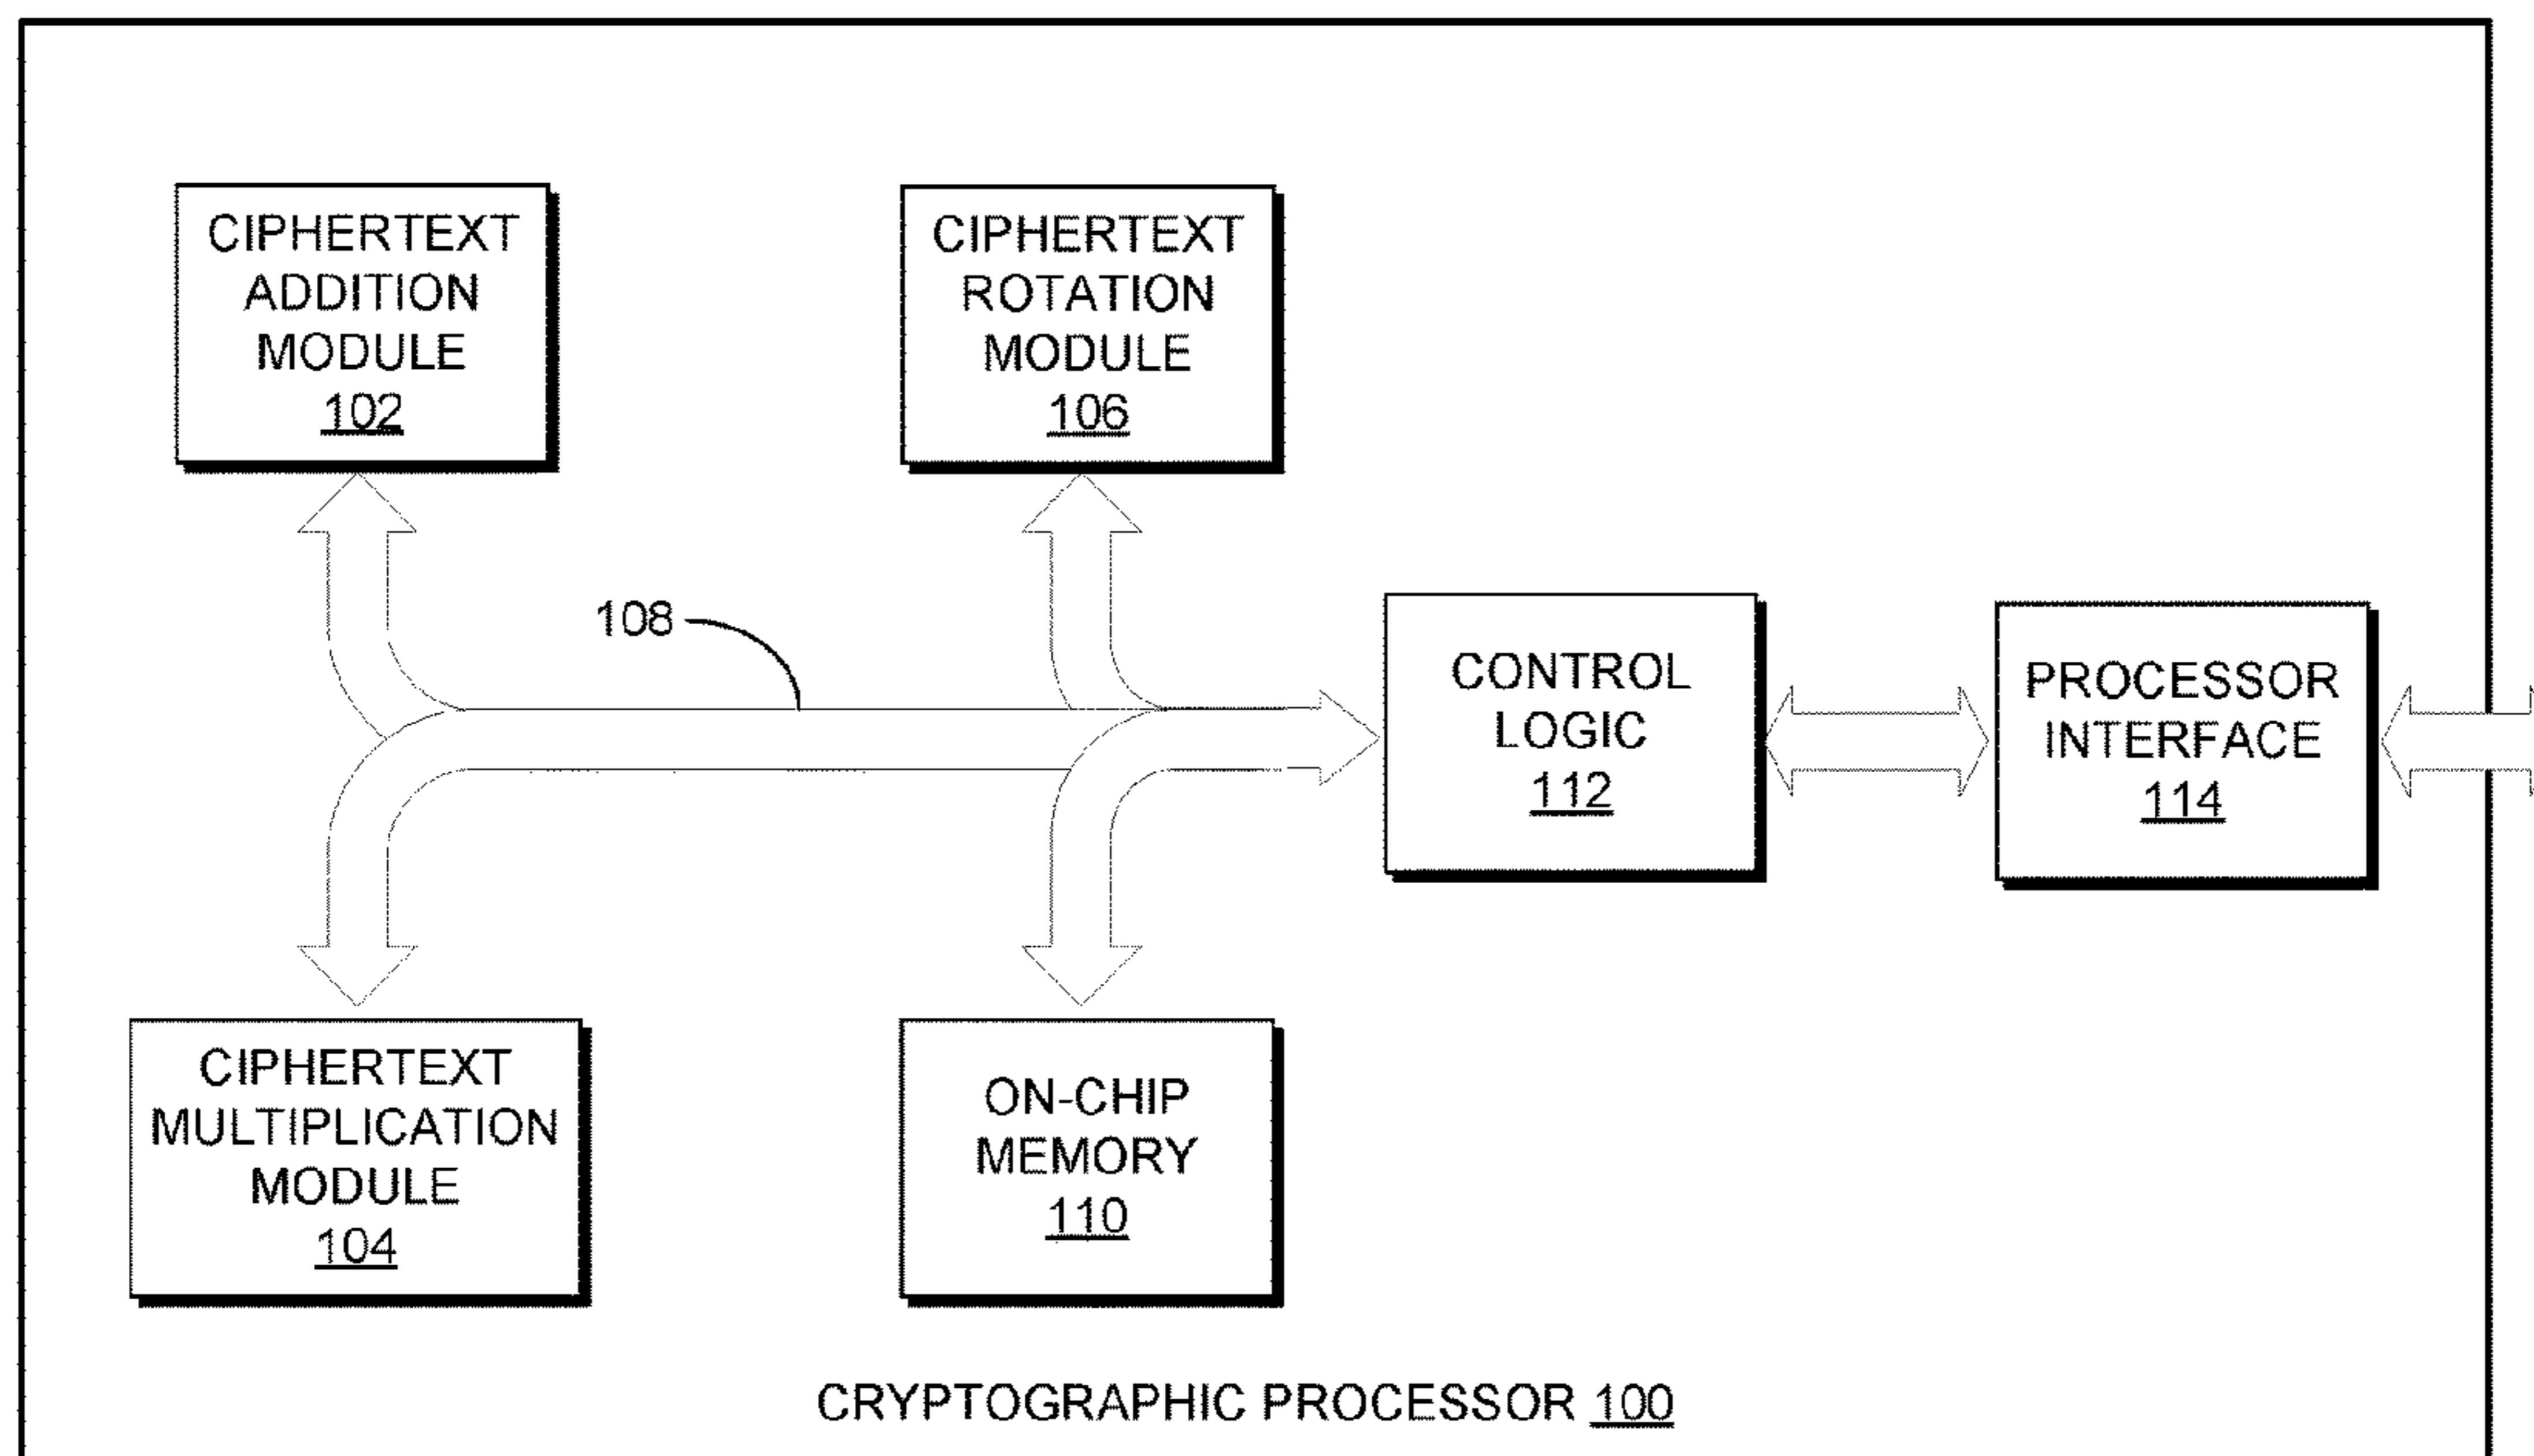 CIPHERTEXT
ADDITION
MODULE
102
CIPHERTEXT
ROTATION
MODULE
106
108
CONTROL
LOGIC
112
PROCESSOR
INTERFACE
114
CIPHERTEXT
MULTIPLICATION
MODULE
104
ON-CHIP
MEMORY
110
CRYPTOGRAPHIC PROCESSOR 100